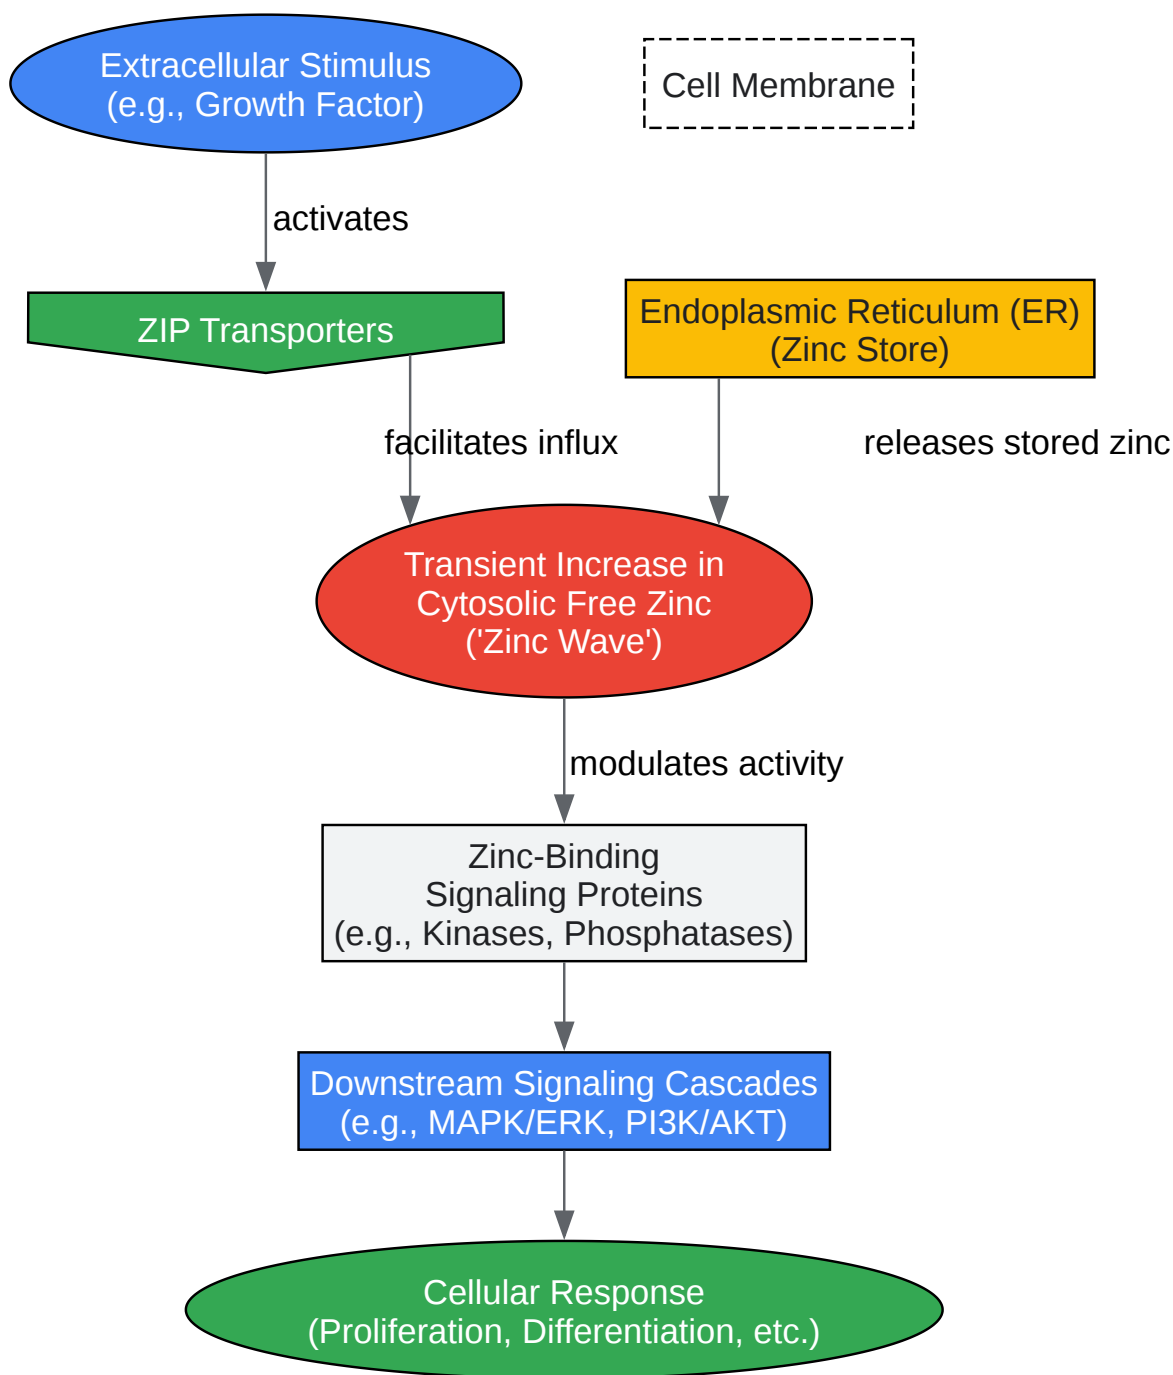 Extracellular Stimulus
(e.g., Growth Factor)
Cell Membrane
activates
ZIP Transporters
Endoplasmic Reticulum (ER)
(Zinc Store)
facilitates influx
releases stored zinc
Transient Increase in
Cytosolic Free Zinc
('Zinc Wave')
modulates activity
Zinc-Binding
Signaling Proteins
(e.g., Kinases, Phosphatases)
Downstream Signaling Cascades
(e.g., MAPK/ERK, PI3K/AKT)
Cellular Response
(Proliferation, Differentiation, etc.)